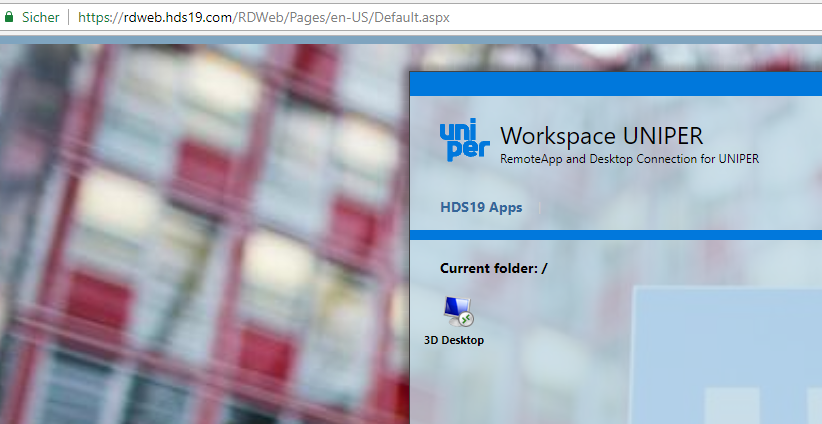 Sicher https://rdweb.hds19.com/RDWeb/Pages/en-US/Default.aspx
uni
per
Workspace UNIPER
RemoteApp and Desktop Connection for UNIPER
HDS19 Apps
Current folder: /
3D Desktop